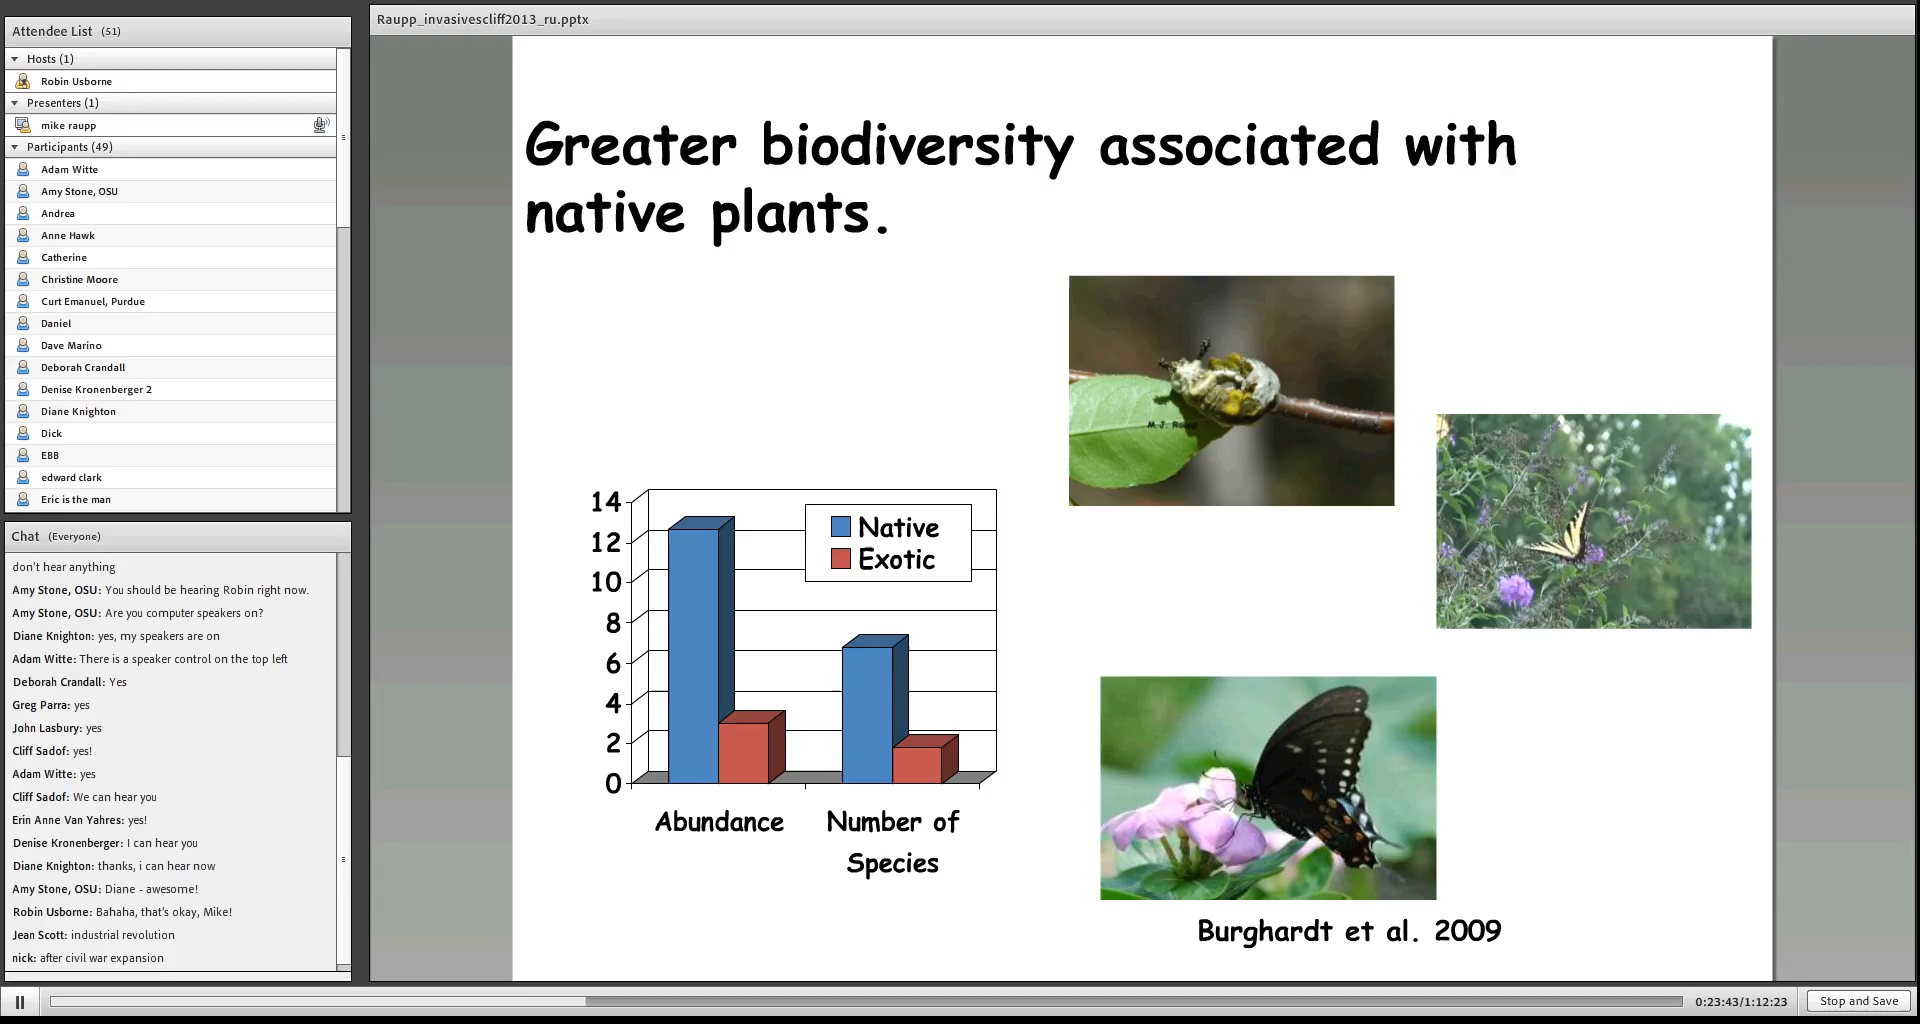 Attendee List (51)
Hosts (1)
Robin Usborne
Presenters (1)
mike raupp
Participants (49)
Adam Witte
Amy Stone, OSU
Andrea
Anne Hawk
Catherine
Christine Moore
Curt Emanuel, Purdue
Daniel
Dave Marino
Deborah Crandall
Denise Kronenberger 2
Diane Knighton
Dick
EBB
edward clark
Eric is the man
Chat (Everyone)
don't hear anything
Amy Stone, OSU: You should be hearing Robin right now.
Amy Stone, OSU: Are you computer speakers on?
Diane Knighton: yes, my speakers are on
Adam Witte: There is a speaker control on the top left
Deborah Crandall: Yes
Greg Parra: yes
John Lasbury: yes
Cliff Sadof: yes!
Adam Witte: yes
Cliff Sadof: We can hear you
Erin Anne Van Yahres: yes!
Denise Kronenberger: I can hear you
Diane Knighton: thanks, i can hear now
Amy Stone, OSU: Diane - awesome!
Robin Usborne: Bahaha, that's okay, Mike!
Jean Scott: industrial revolution
nick: after civil war expansion
Raupp_invasivescliff2013_ru.pptx
Greater biodiversity associated with
native plants.
M.J. Raupp
14
12
10
8
6
4
2
0
Native
Exotic
Abundance
Number of
Species
Burghardt et al. 2009
0:23:43/1:12:23
Stop and Save